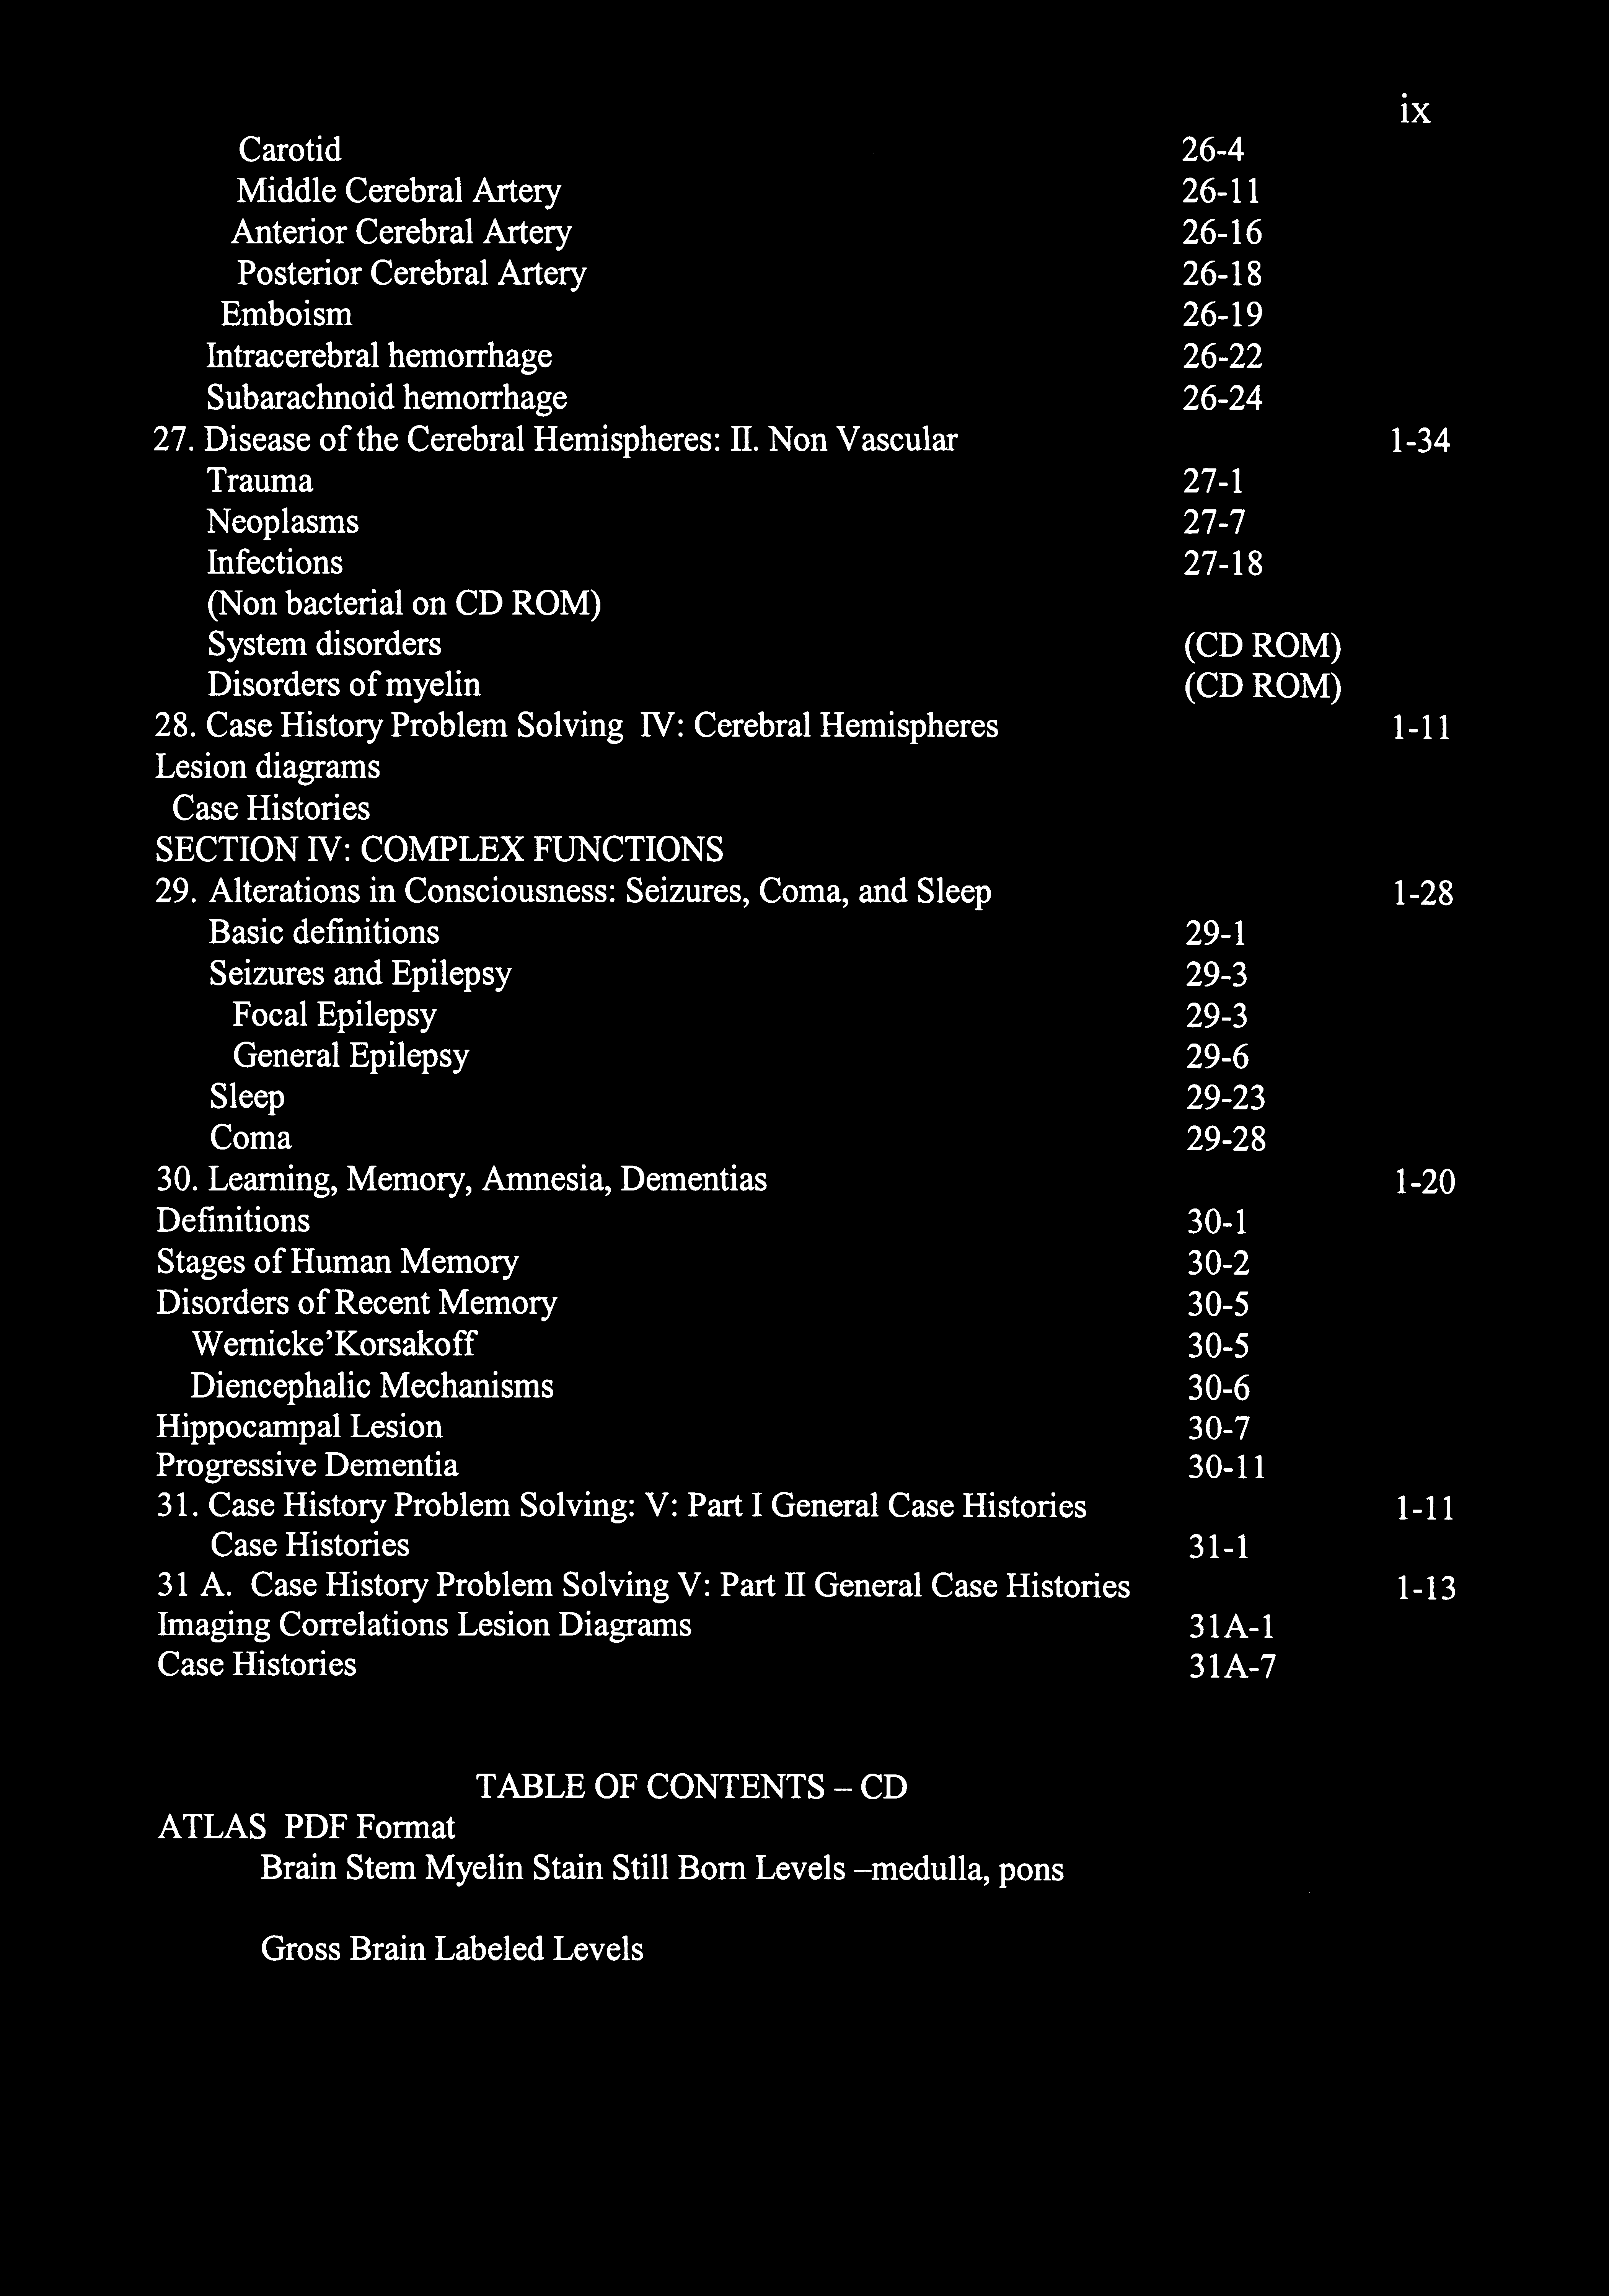 ix
Carotid 26-4
Middle Cerebral Artery 26-11
Anterior Cerebral Artery 26-16
Posterior Cerebral Artery 26-18
Emboism 26-19
Intracerebral hemorrhage 26-22
Subarachnoid hemorrhage 26-24
27. Disease of the Cerebral Hemispheres: II. Non Vascular 1-34
Trauma 27-1
Neoplasms 27-7
Infections 27-18
(Non bacterial on CD ROM)
System disorders (CD ROM)
Disorders of myelin (CD ROM)
28. Case History Problem Solving IV: Cerebral Hemispheres 1-11
Lesion diagrams
Case Histories
SECTION IV: COMPLEX FUNCTIONS
29. Alterations in Consciousness: Seizures, Coma, and Sleep 1-28
Basic definitions 29-1
Seizures and Epilepsy 29-3
Focal Epilepsy 29-3
General Epilepsy 29-6
Sleep 29-23
Coma 29-28
30. Learning, Memory, Amnesia, Dementias 1-20
Definitions 30-1
Stages of Human Memory 30-2
Disorders of Recent Memory 30-5
Wernicke'Korsakoff 30-5
Diencephalic Mechanisms 30-6
Hippocampal Lesion 30-7
Progressive Dementia 30-11
31. Case History Problem Solving: V: Part I General Case Histories 1-11
Case Histories 31-1
31 A. Case History Problem Solving V: Part II General Case Histories 1-13
Imaging Correlations Lesion Diagrams 31A-1
Case Histories 31A-7
TABLE OF CONTENTS – CD
ATLAS PDF Format
Brain Stem Myelin Stain Still Born Levels –medulla, pons
Gross Brain Labeled Levels